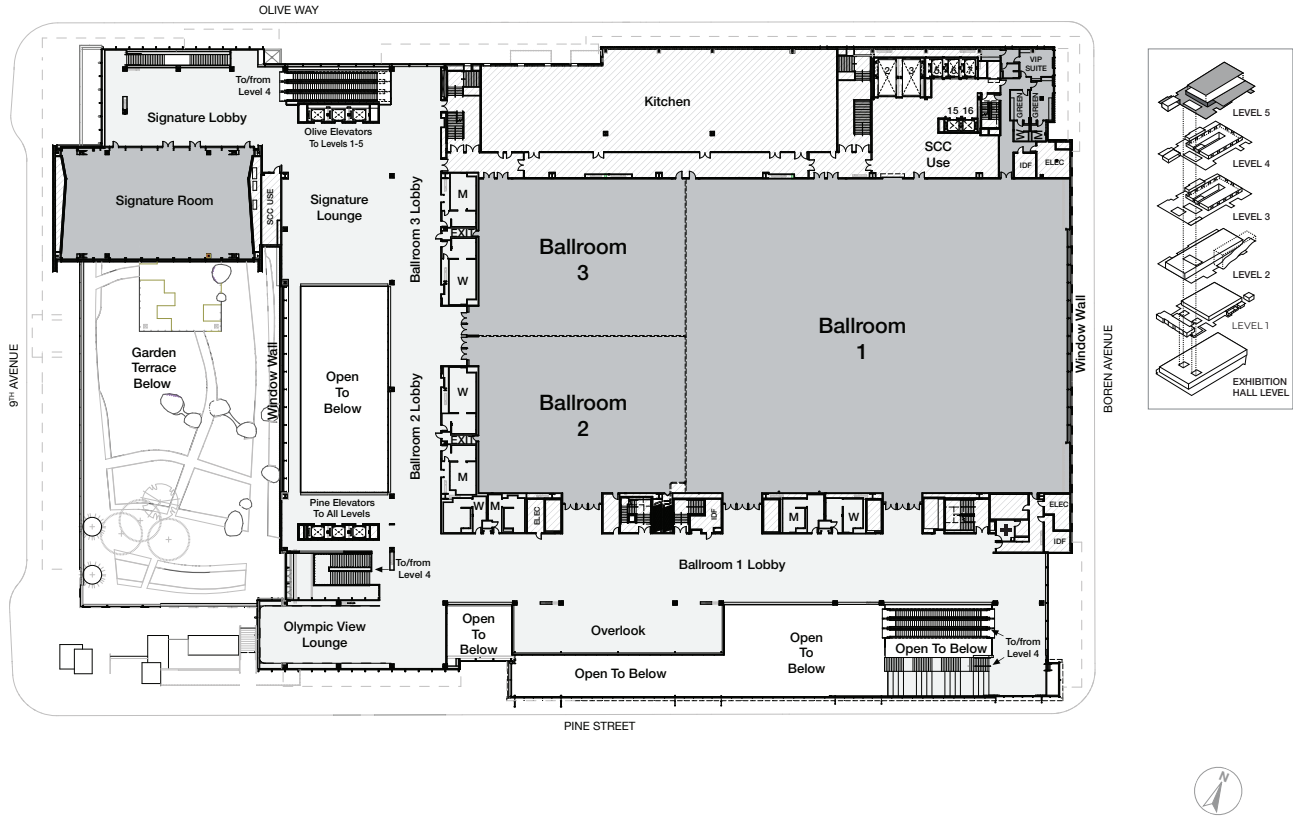 OLIVE WAY
To/from
Level 4
Signature Lobby
Olive Elevators
To Levels 1-5
Kitchen
2
3
15 16
SCC
Use
VIP
SUITE
GREEN
GREEN
W
M
IDF
ELEC
LEVEL 5
LEVEL 4
LEVEL 3
LEVEL 2
LEVEL 1
EXHIBITION
HALL LEVEL
Signature Room
SCC USE
Signature
Lounge
Ballroom 3 Lobby
M
EXIT
W
Ballroom
3
Ballroom
1
Window Wall
BOREN AVENUE
9TH AVENUE
Garden
Terrace
Below
Window Wall
Open
To
Below
Ballroom 2 Lobby
W
EXIT
M
Ballroom
2
Pine Elevators
To All Levels
W
M
ELEC
IDF
M
W
ELEC
IDF
To/from
Level 4
Ballroom 1 Lobby
Olympic View
Lounge
Open
To
Below
Overlook
Open To Below
Open
To
Below
Open To Below
To/from
Level 4
PINE STREET
N